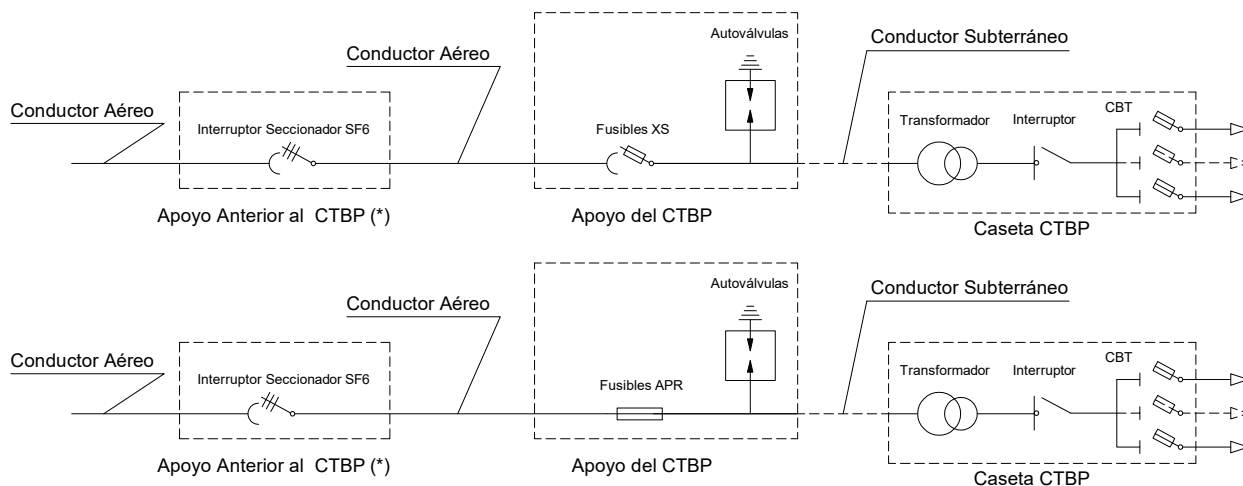 Conductor Aéreo
Interruptor Seccionador SF6
Apoyo Anterior al CTBP (*)
Conductor Aéreo
Fusibles XS
Autoválvulas
Apoyo del CTBP
Conductor Subterráneo
Transformador
Interruptor
CBT
Caseta CTBP
Conductor Aéreo
Interruptor Seccionador SF6
Apoyo Anterior al CTBP (*)
Conductor Aéreo
Fusibles APR
Autoválvulas
Apoyo del CTBP
Conductor Subterráneo
Transformador
Interruptor
CBT
Caseta CTBP